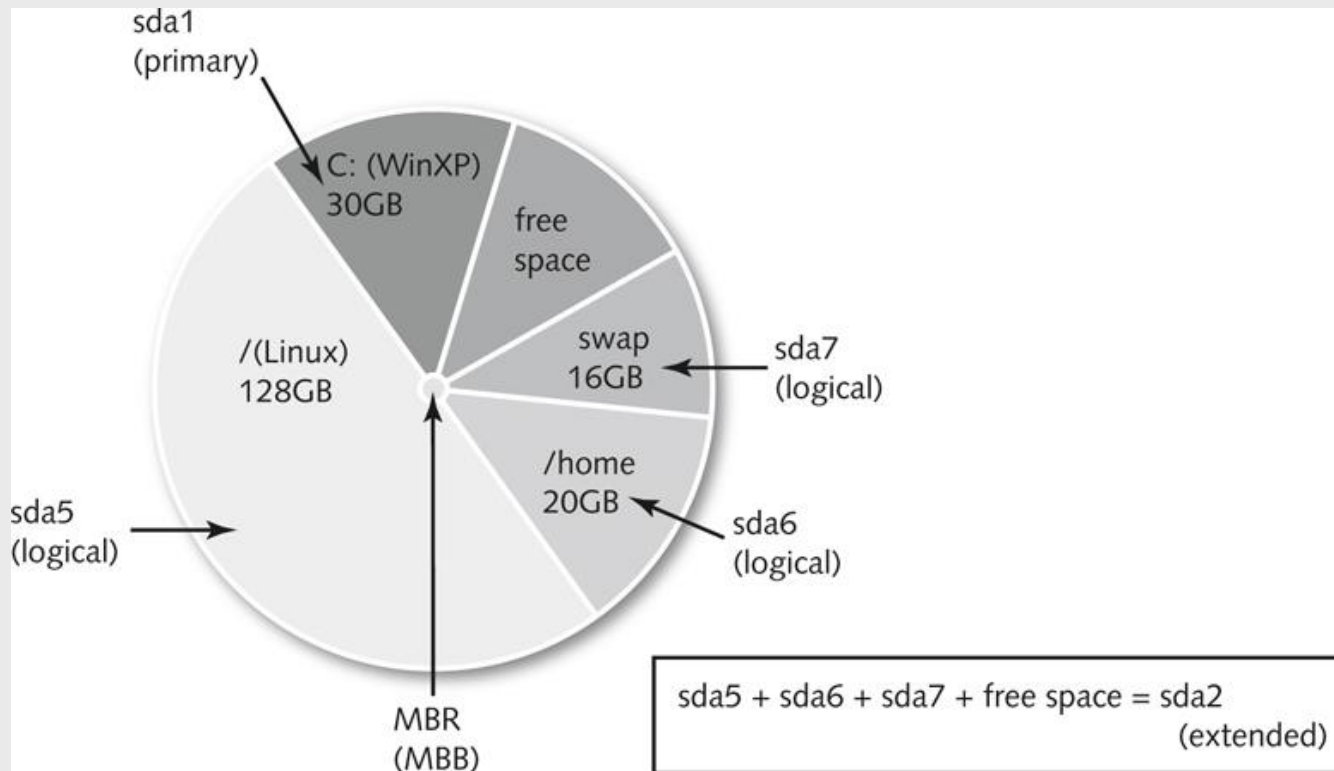 sda1
(primary)
C: (WinXP)
30GB
free
space
swap
16GB
sda7
(logical)
/(Linux)
128GB
/home
20GB
sda6
(logical)
sda5
(logical)
MBR
(MBB)
sda5 + sda6 + sda7 + free space = sda2
(extended)